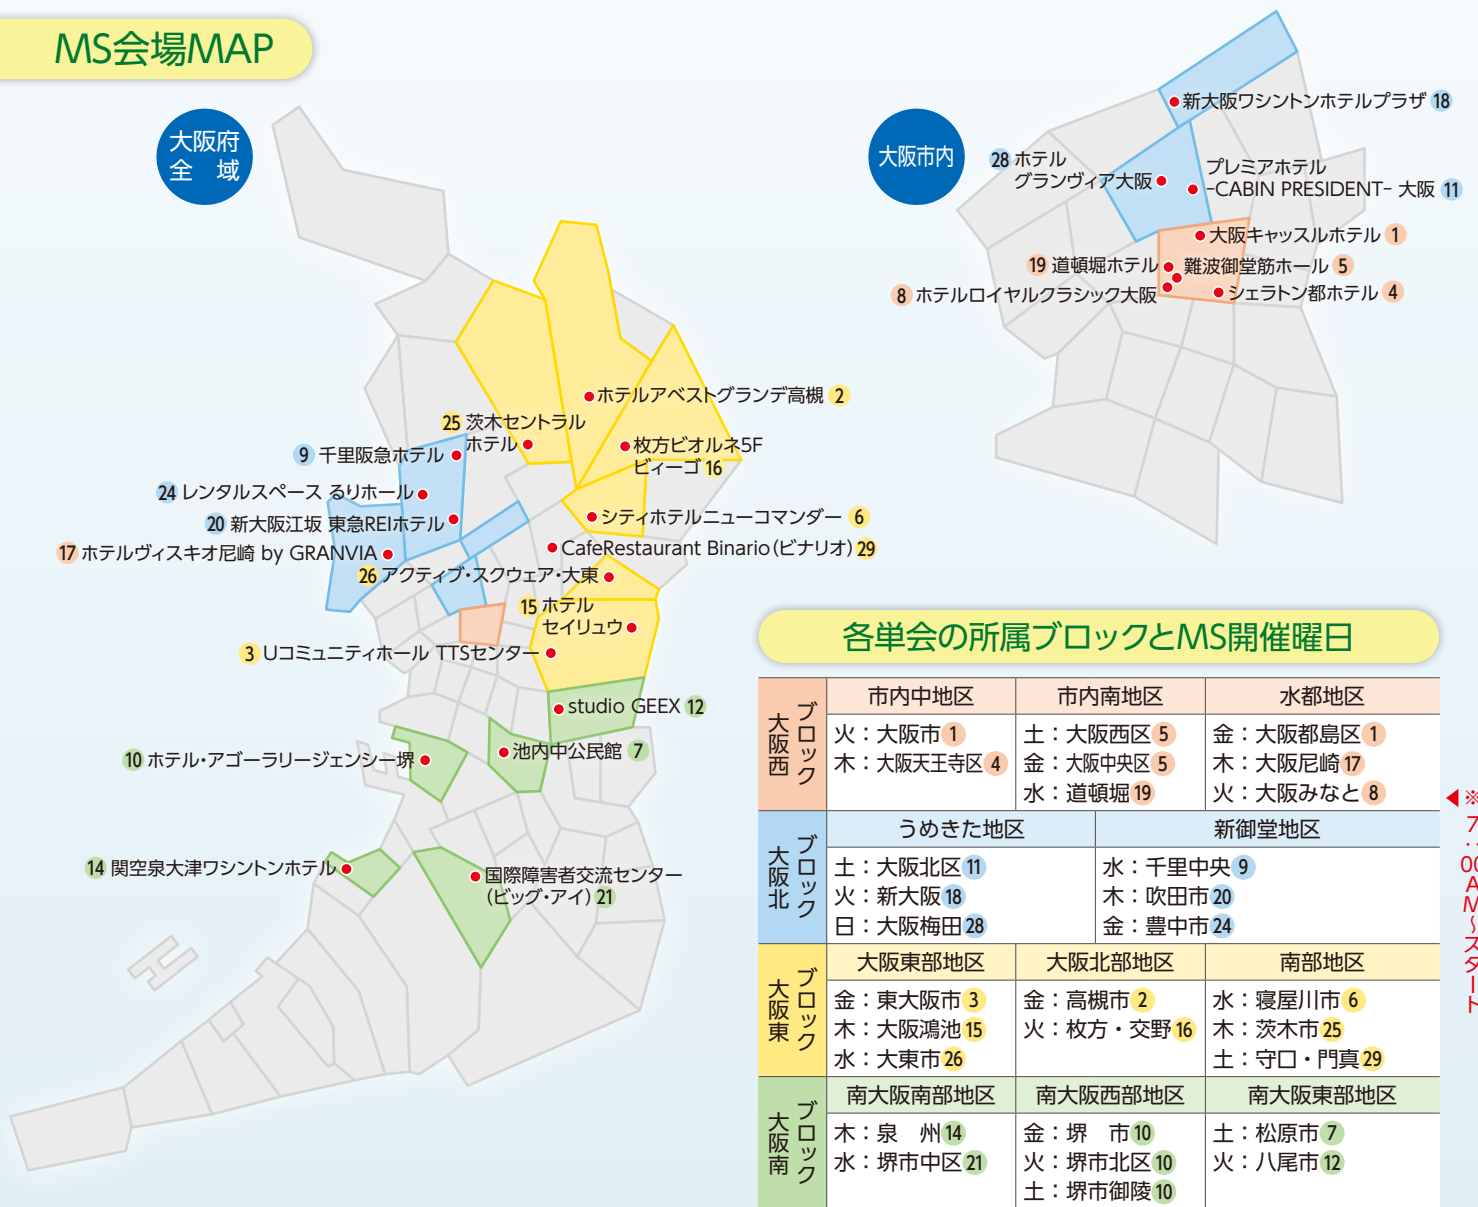 MS会場MAP
大阪府
全　域
ホテルアベストグランデ高槻 2
25 茨木セントラル
ホテル
9 千里阪急ホテル
枚方ビオルネ5F
ビィーゴ 16
24 レンタルスペース るりホール
20 新大阪江坂 東急REIホテル
シティホテルニューコマンダー 6
17 ホテルヴィスキオ尼崎 by GRANVIA
CafeRestaurant Binario(ビナリオ) 29
26 アクティブ・スクウェア・大東
15 ホテル
セイリュウ
3 Uコミュニティホール TTSセンター
studio GEEX 12
10 ホテル・アゴーラリージェンシー堺
池内中公民館 7
14 関空泉大津ワシントンホテル
国際障害者交流センター
(ビッグ・アイ) 21
大阪市内
新大阪ワシントンホテルプラザ 18
28 ホテル
グランヴィア大阪
プレミアホテル
-CABIN PRESIDENT- 大阪 11
大阪キャッスルホテル 1
19 道頓堀ホテル
難波御堂筋ホール 5
8 ホテルロイヤルクラシック大阪
シェラトン都ホテル 4
各単会の所属ブロックとMS開催曜日
大阪西ブロック
市内中地区
火：大阪市 1
木：大阪天王寺区 4
市内南地区
土：大阪西区 5
金：大阪中央区 5
水：道頓堀 19
水都地区
金：大阪都島区 1
木：大阪尼崎 17
火：大阪みなと 8
大阪北ブロック
うめきた地区
土：大阪北区 11
火：新大阪 18
日：大阪梅田 28
新御堂地区
水：千里中央 9
木：吹田市 20
金：豊中市 24
大阪東ブロック
大阪東部地区
金：東大阪市 3
木：大阪鴻池 15
水：大東市 26
大阪北部地区
金：高槻市 2
火：枚方・交野 16
南部地区
水：寝屋川市 6
木：茨木市 25
土：守口・門真 29
大阪南ブロック
南大阪南部地区
木：泉　州 14
水：堺市中区 21
南大阪西部地区
金：堺　市 10
火：堺市北区 10
土：堺市御陵 10
南大阪東部地区
土：松原市 7
火：八尾市 12
◀※7:00AM〜スタート